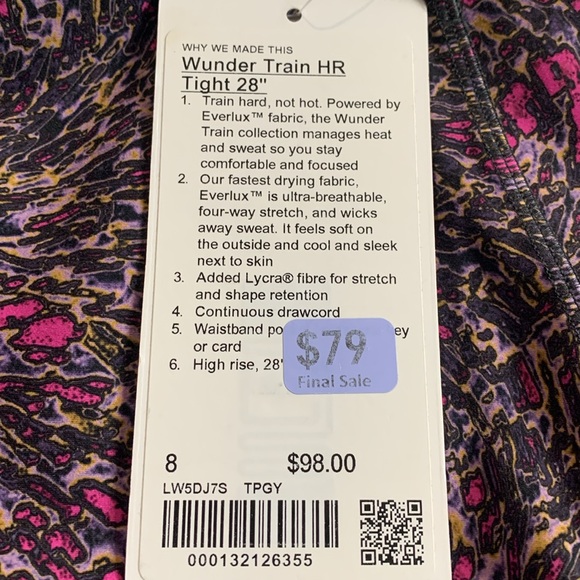 WHY WE MADE THIS
Wunder Train HR
Tight 28"
1. Train hard, not hot. Powered by
Everlux™ fabric, the Wunder
Train collection manages heat
and sweat so you stay
comfortable and focused
2. Our fastest drying fabric,
Everlux™ is ultra-breathable,
four-way stretch, and wicks
away sweat. It feels soft on
the outside and cool and sleek
next to skin
3. Added Lycra® fibre for stretch
and shape retention
4. Continuous drawcord
5. Waistband
or card
6. High rise, 28"
$79
Final Sale
8 $98.00
LW5DJ7S TPGY
000132126355